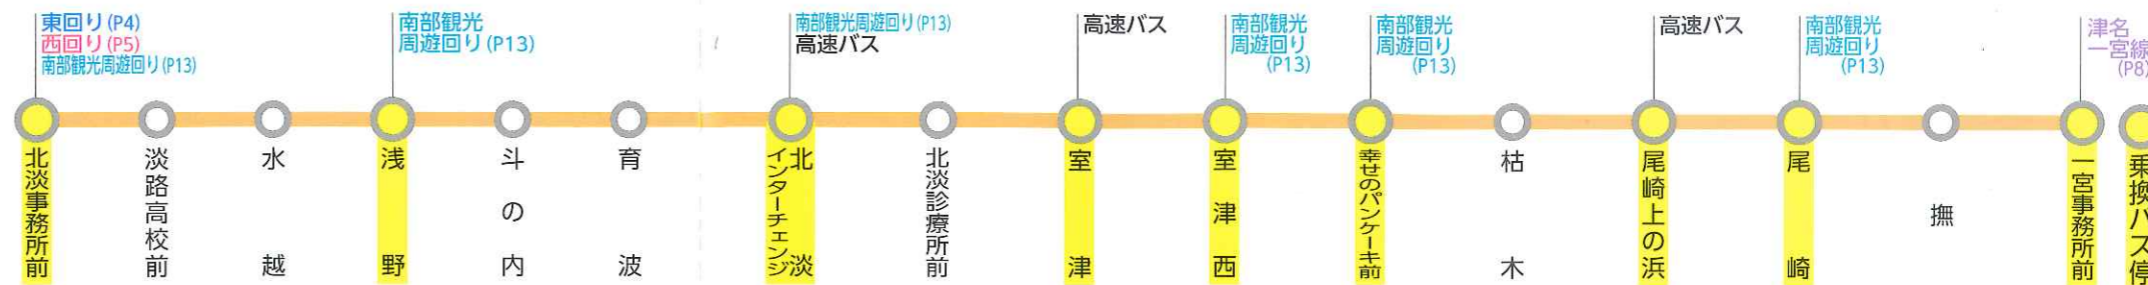 東回り(P4)
西回り(P5)
南部観光周遊回り(P13)
南部観光
周遊回り(P13)
南部観光周遊回り(P13)
高速バス
高速バス
南部観光
周遊回り
(P13)
南部観光
周遊回り
(P13)
高速バス
南部観光
周遊回り
(P13)
津名
一宮線
(P8)
北淡事務所前
淡路高校前
水越
浅野
斗の内
育波
北淡
インターチェンジ
北淡診療所前
室津
室津西
幸せのパンケーキ前
枯木
尾崎上の浜
尾崎
撫
一宮事務所前
乗換バス停